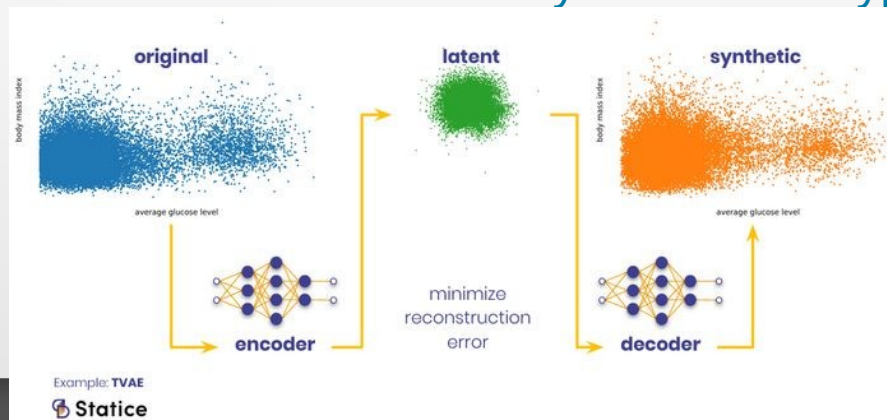 original
latent
synthetic
body mass index
body mass index
average glucose level
average glucose level
minimize
reconstruction
error
encoder
decoder
Example: TVAE
Statice